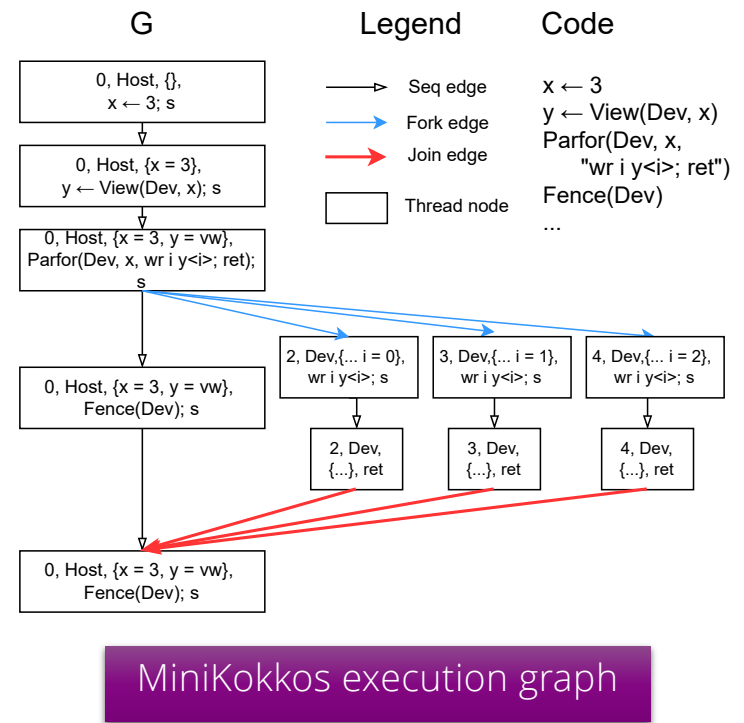 G
Legend
Code
0, Host, {},
x ← 3; s
0, Host, {x = 3},
y ← View(Dev, x); s
0, Host, {x = 3, y = vw},
Parfor(Dev, x, wr i y<i>; ret);
s
0, Host, {x = 3, y = vw},
Fence(Dev); s
0, Host, {x = 3, y = vw},
Fence(Dev); s
Seq edge
Fork edge
Join edge
Thread node
x ← 3
y ← View(Dev, x)
Parfor(Dev, x,
"wr i y<i>; ret")
Fence(Dev)
...
2, Dev,{... i = 0},
wr i y<i>; s
3, Dev,{... i = 1},
wr i y<i>; s
4, Dev,{... i = 2},
wr i y<i>; s
2, Dev,
{...}, ret
3, Dev,
{...}, ret
4, Dev,
{...}, ret
MiniKokkos execution graph